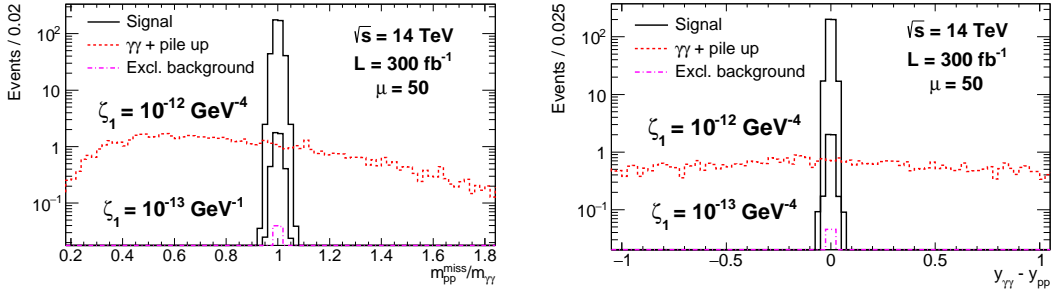 Events / 0.02
10²
10
1
10⁻¹
Signal
γγ + pile up
Excl. background
√s = 14 TeV
L = 300 fb⁻¹
μ = 50
ζ₁ = 10⁻¹² GeV⁻⁴
ζ₁ = 10⁻¹³ GeV⁻¹
0.2 0.4 0.6 0.8 1.0 1.2 1.4 1.6 1.8
m_pp^miss/m_γγ
Events / 0.025
10²
10
1
10⁻¹
Signal
γγ + pile up
Excl. background
√s = 14 TeV
L = 300 fb⁻¹
μ = 50
ζ₁ = 10⁻¹² GeV⁻⁴
ζ₁ = 10⁻¹³ GeV⁻⁴
−1 −0.5 0 0.5 1
y_γγ - y_pp